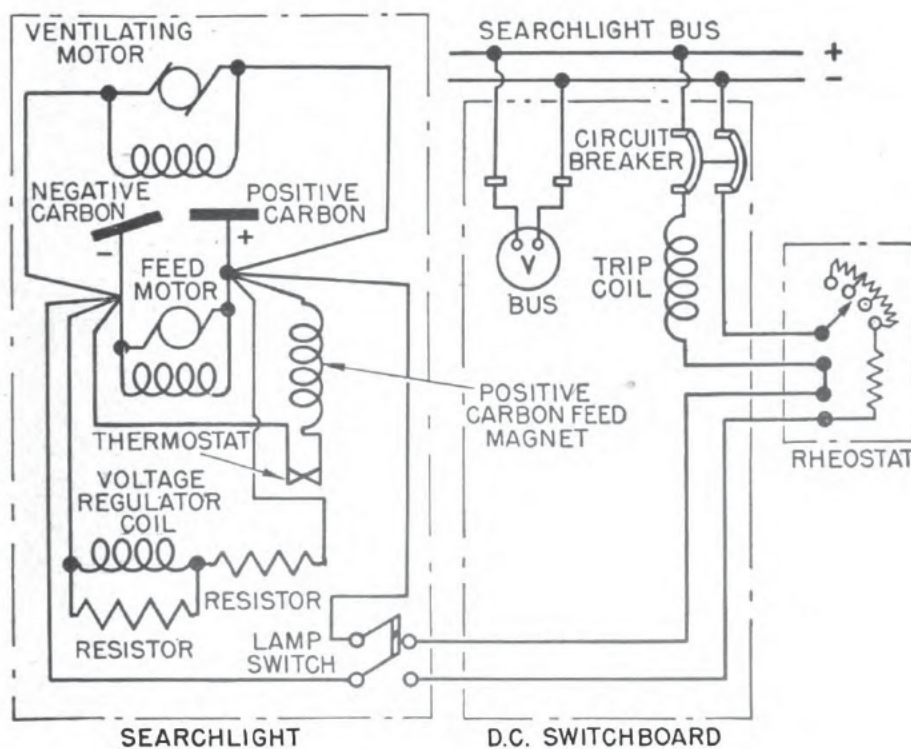 VENTILATING
MOTOR
SEARCHLIGHT BUS
+
-
CIRCUIT
BREAKER
NEGATIVE
CARBON
POSITIVE
CARBON
-
+
FEED
MOTOR
V
BUS
TRIP
COIL
POSITIVE
CARBON FEED
MAGNET
THERMOSTAT
RHEOSTAT
VOLTAGE
REGULATOR
COIL
RESISTOR
RESISTOR
LAMP
SWITCH
SEARCHLIGHT
D.C. SWITCHBOARD